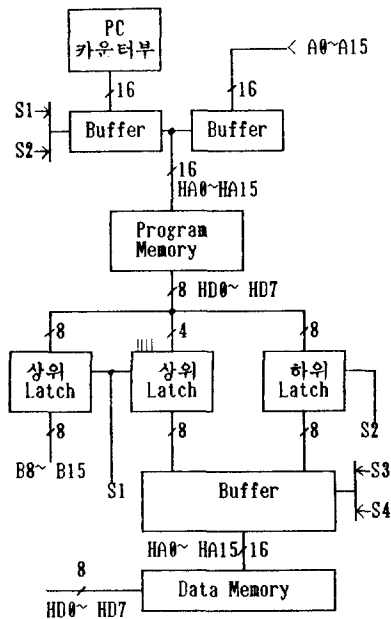 PC
카운터부
A0~A15
16
16
S1
S2
Buffer
Buffer
16
HA0~HA15
Program
Memory
8 HD0~ HD7
8
4
8
상위
Latch
상위
Latch
하위
Latch
8
8
8
S2
B8~ B15
S1
Buffer
S3
S4
HA0~ HA15 16
8
HD0~ HD7
Data Memory